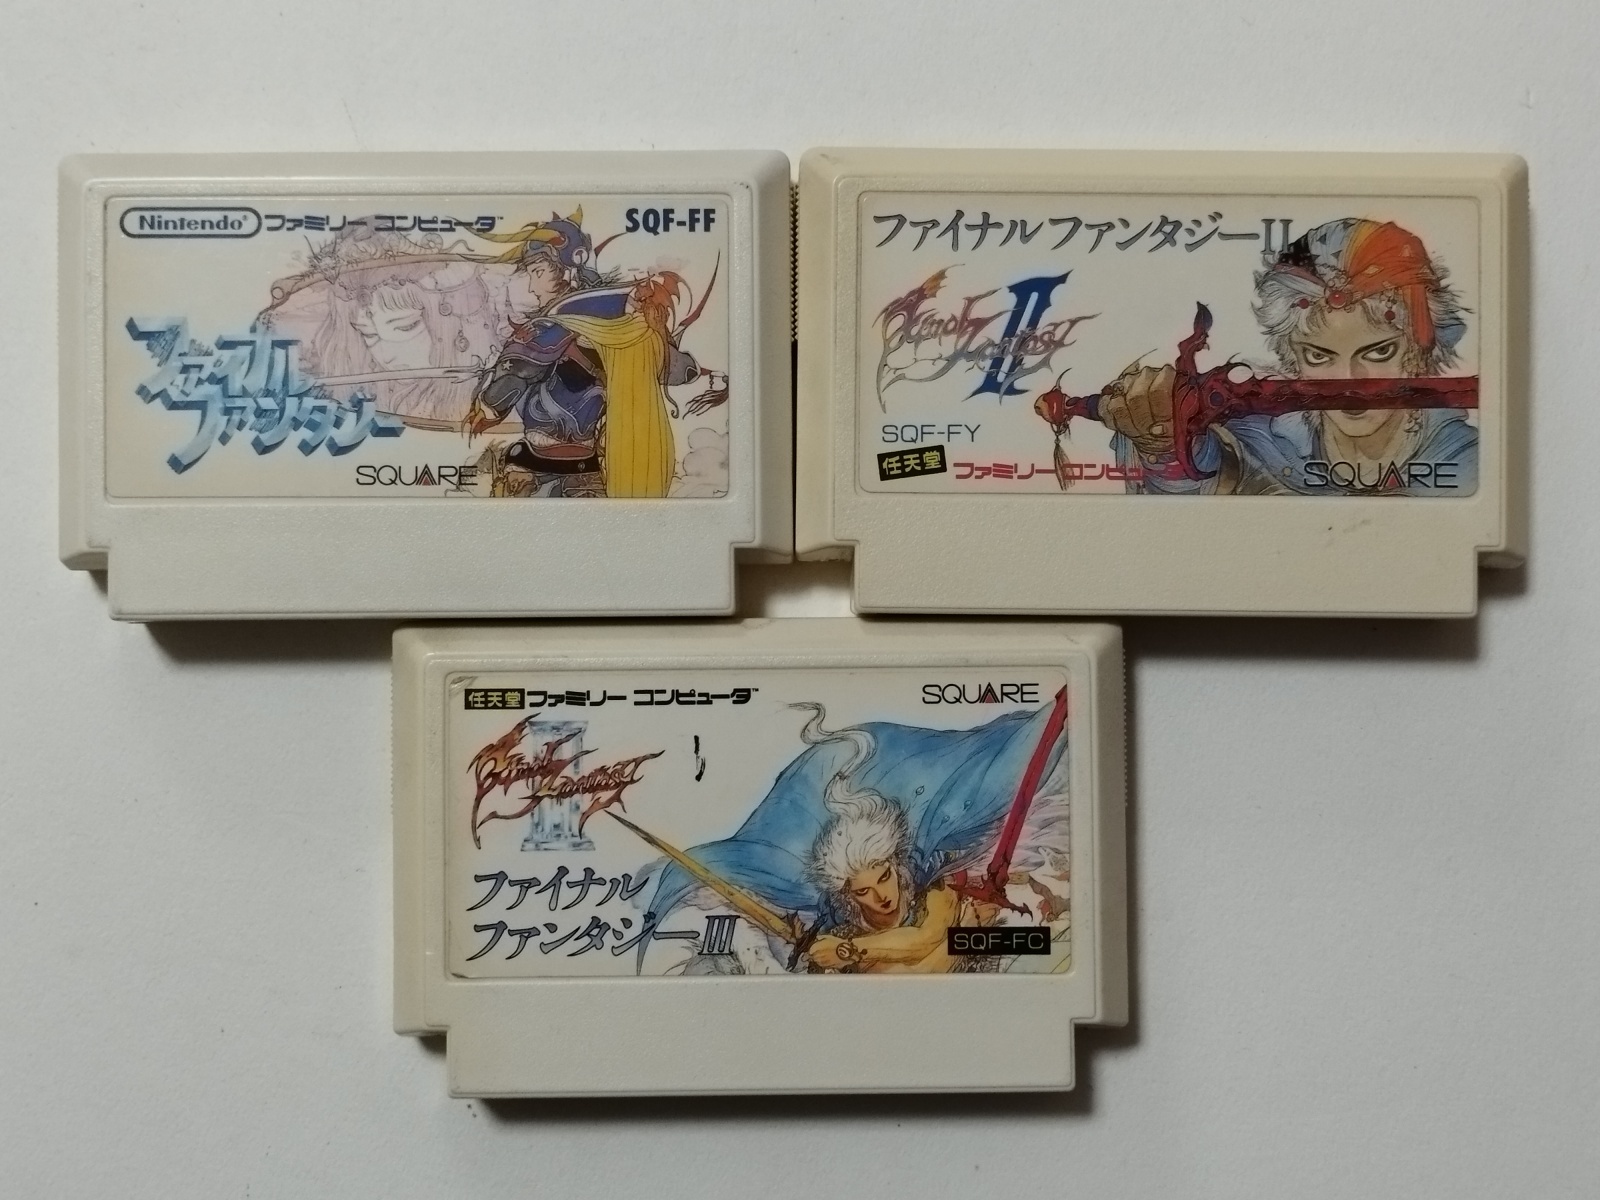 Nintendo® ファミリーコンピュータ™
SQF-FF
ファイナル
ファンタジー
SQUARE
ファイナルファンタジーII
Final Fantasy II
SQF-FY
任天堂 ファミリーコンピュ
SQUARE
任天堂 ファミリーコンピュータ™
SQUARE
Final Fantasy III
ファイナル
ファンタジーIII
SQF-FC